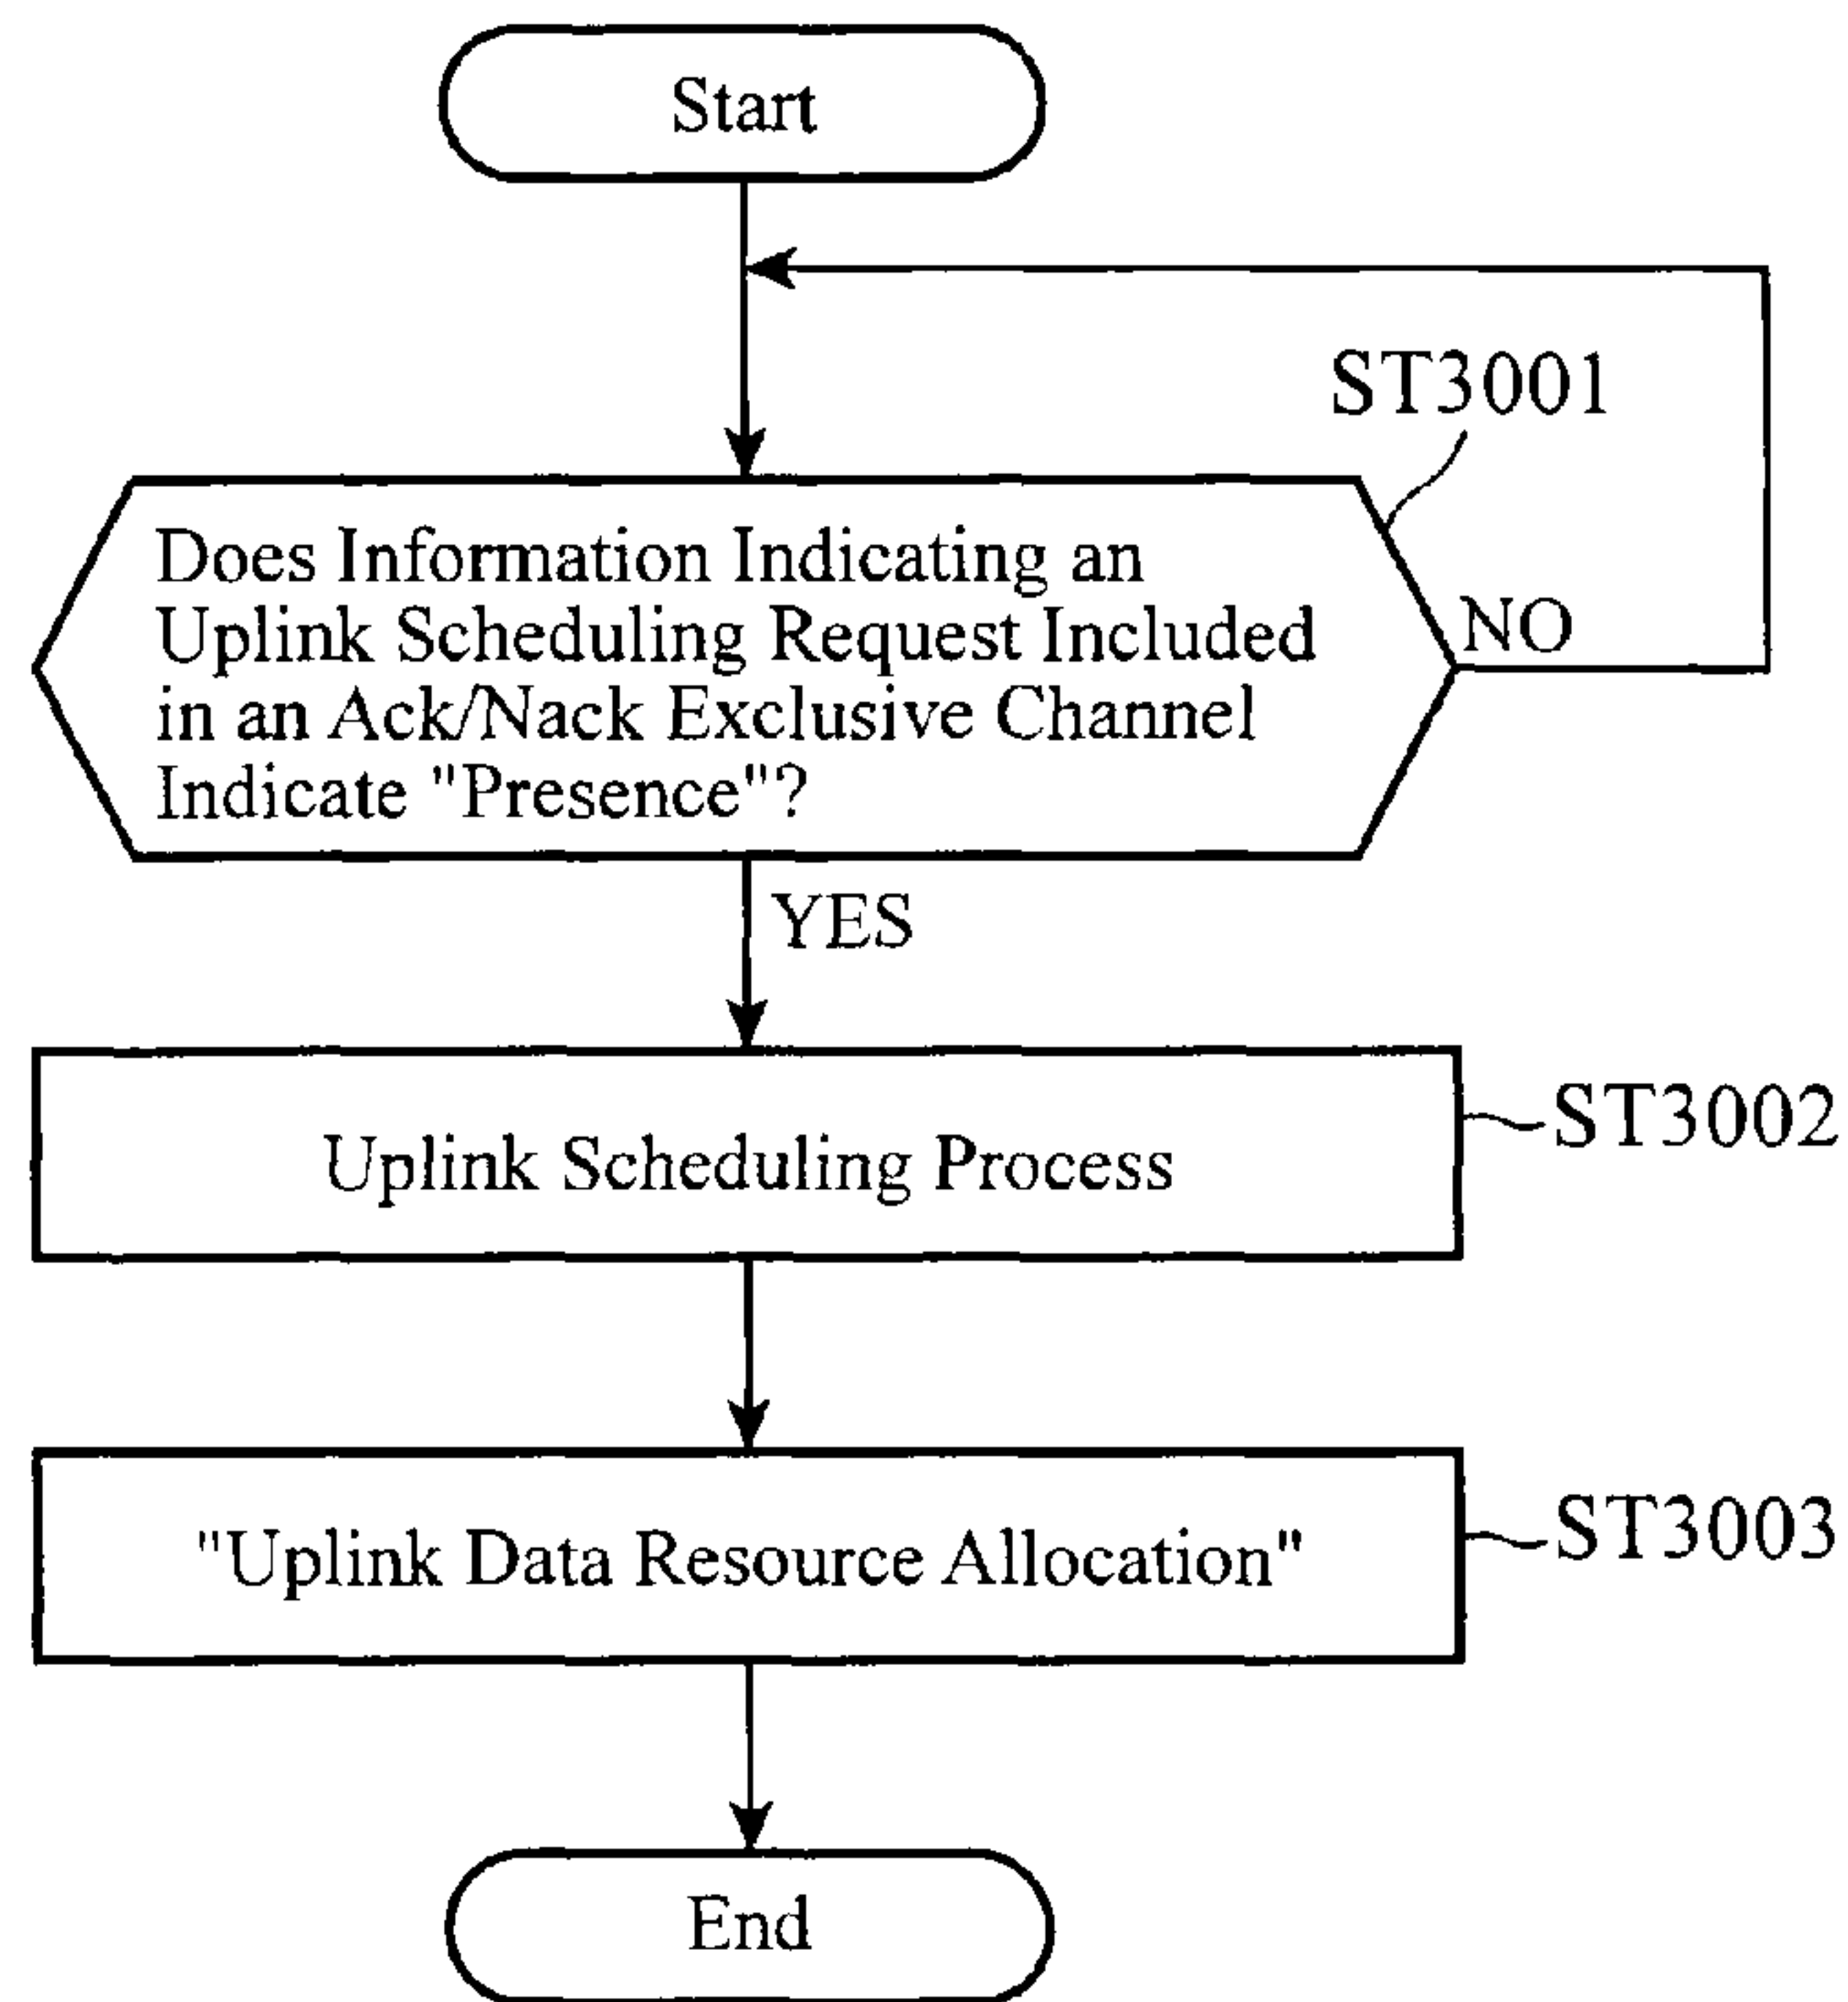 Start
ST3001
Does Information Indicating an
Uplink Scheduling Request Included
in an Ack/Nack Exclusive Channel
Indicate "Presence"?
NO
YES
Uplink Scheduling Process
ST3002
"Uplink Data Resource Allocation"
ST3003
End